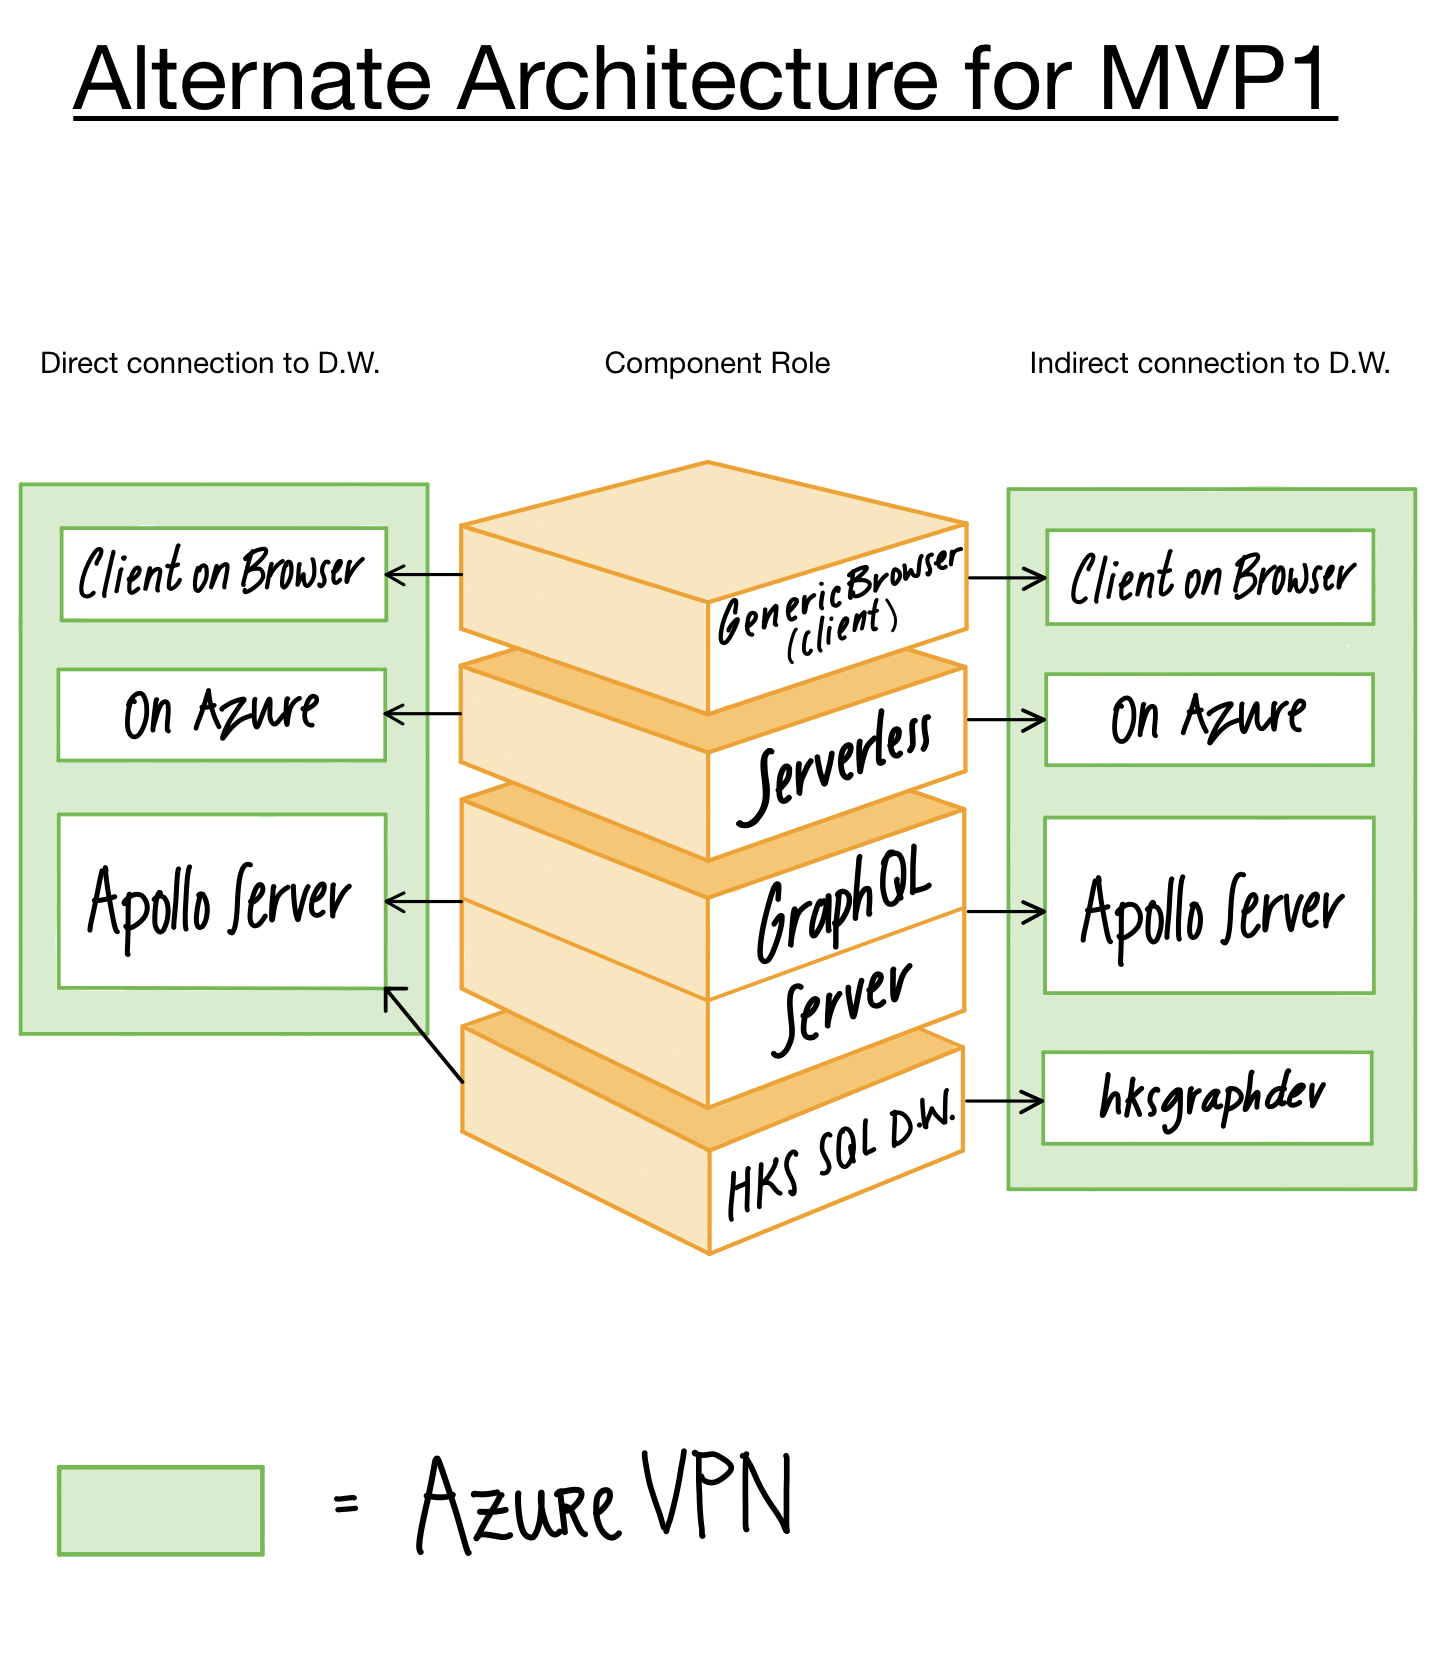 Alternate Architecture for MVP1
Direct connection to D.W.
Component Role
Indirect connection to D.W.
Client on Browser
On Azure
Apollo Server
Generic Browser
(client)
Serverless
GraphQL
Server
HKS SQL D.W.
Client on Browser
On Azure
Apollo Server
hksgraphdev
= Azure VPN